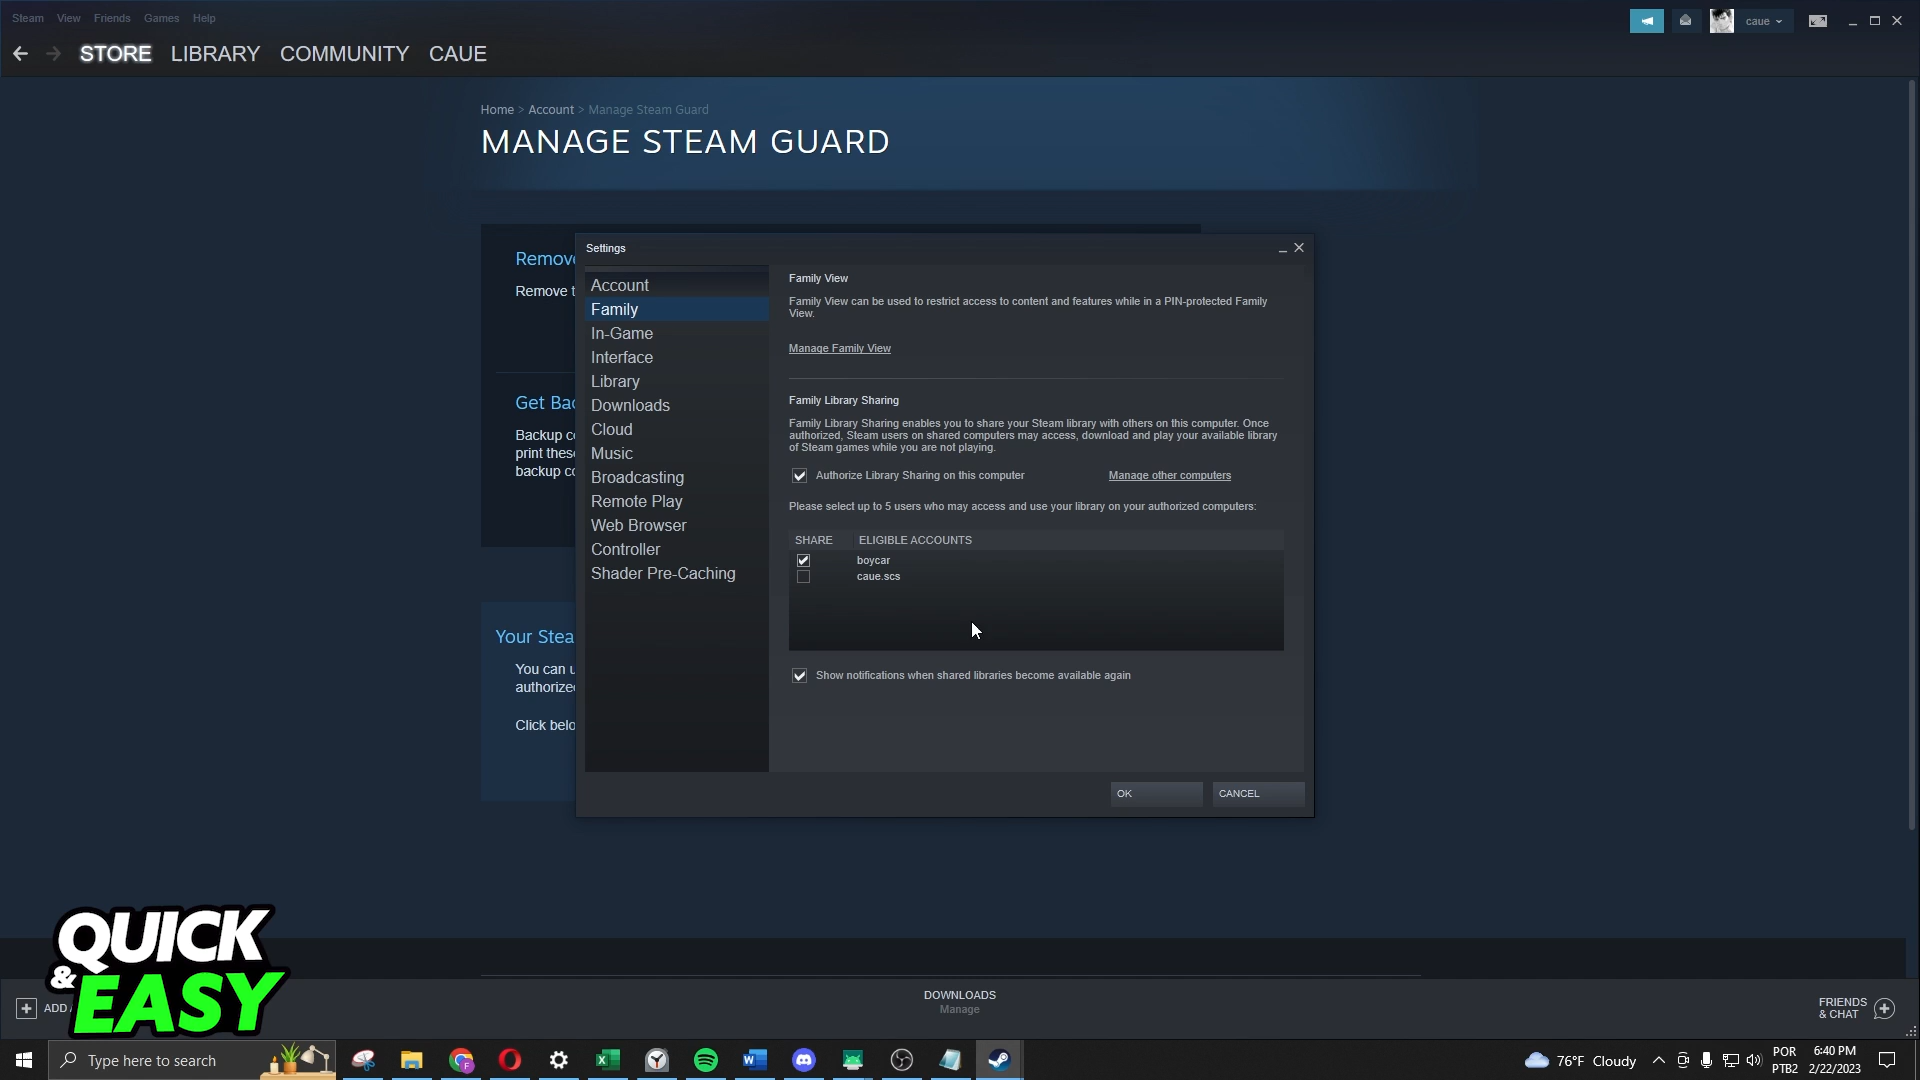 Steam View Friends Games Help
caue
STORE LIBRARY COMMUNITY CAUE
Home > Account > Manage Steam Guard
MANAGE STEAM GUARD
Remove
Remove t
Get Bac
Backup co
print these
backup co
Your Stea
You can u
authorized
Click belo
Settings
Account
Family
In-Game
Interface
Library
Downloads
Cloud
Music
Broadcasting
Remote Play
Web Browser
Controller
Shader Pre-Caching
Family View
Family View can be used to restrict access to content and features while in a PIN-protected Family
View.
Manage Family View
Family Library Sharing
Family Library Sharing enables you to share your Steam library with others on this computer. Once
authorized, Steam users on shared computers may access, download and play your available library
of Steam games while you are not playing.
Authorize Library Sharing on this computer Manage other computers
Please select up to 5 users who may access and use your library on your authorized computers:
SHARE ELIGIBLE ACCOUNTS
boycar
caue.scs
Show notifications when shared libraries become available again
OK CANCEL
QUICK
& EASY
ADD
DOWNLOADS
Manage
FRIENDS
& CHAT
Type here to search
76°F Cloudy
POR
PTB2
6:40 PM
2/22/2023